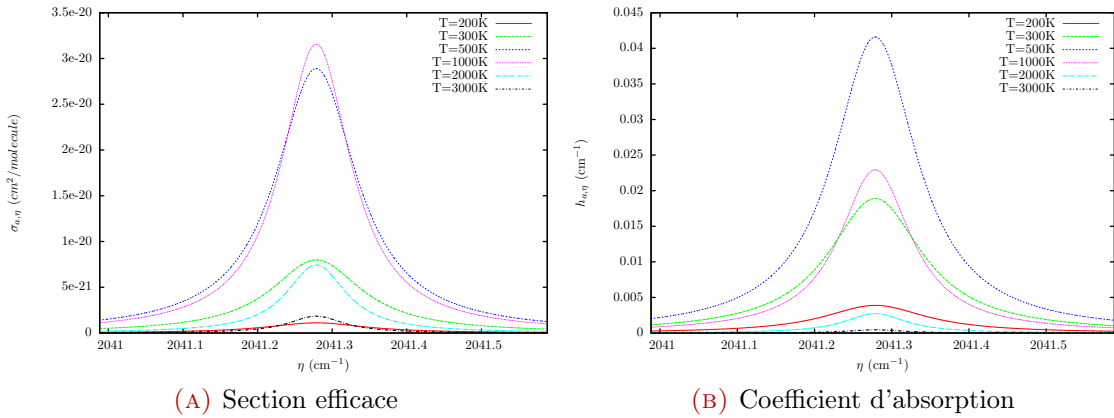 3.5e-20
3e-20
2.5e-20
2e-20
1.5e-20
1e-20
5e-21
0
σa,η (cm²/molecule)
2041 2041.1 2041.2 2041.3 2041.4 2041.5
η (cm⁻¹)
T=200K
T=300K
T=500K
T=1000K
T=2000K
T=3000K
(A) Section efficace
0.045
0.04
0.035
0.03
0.025
0.02
0.015
0.01
0.005
0
ha,η (cm⁻¹)
2041 2041.1 2041.2 2041.3 2041.4 2041.5
η (cm⁻¹)
T=200K
T=300K
T=500K
T=1000K
T=2000K
T=3000K
(B) Coefficient d'absorption